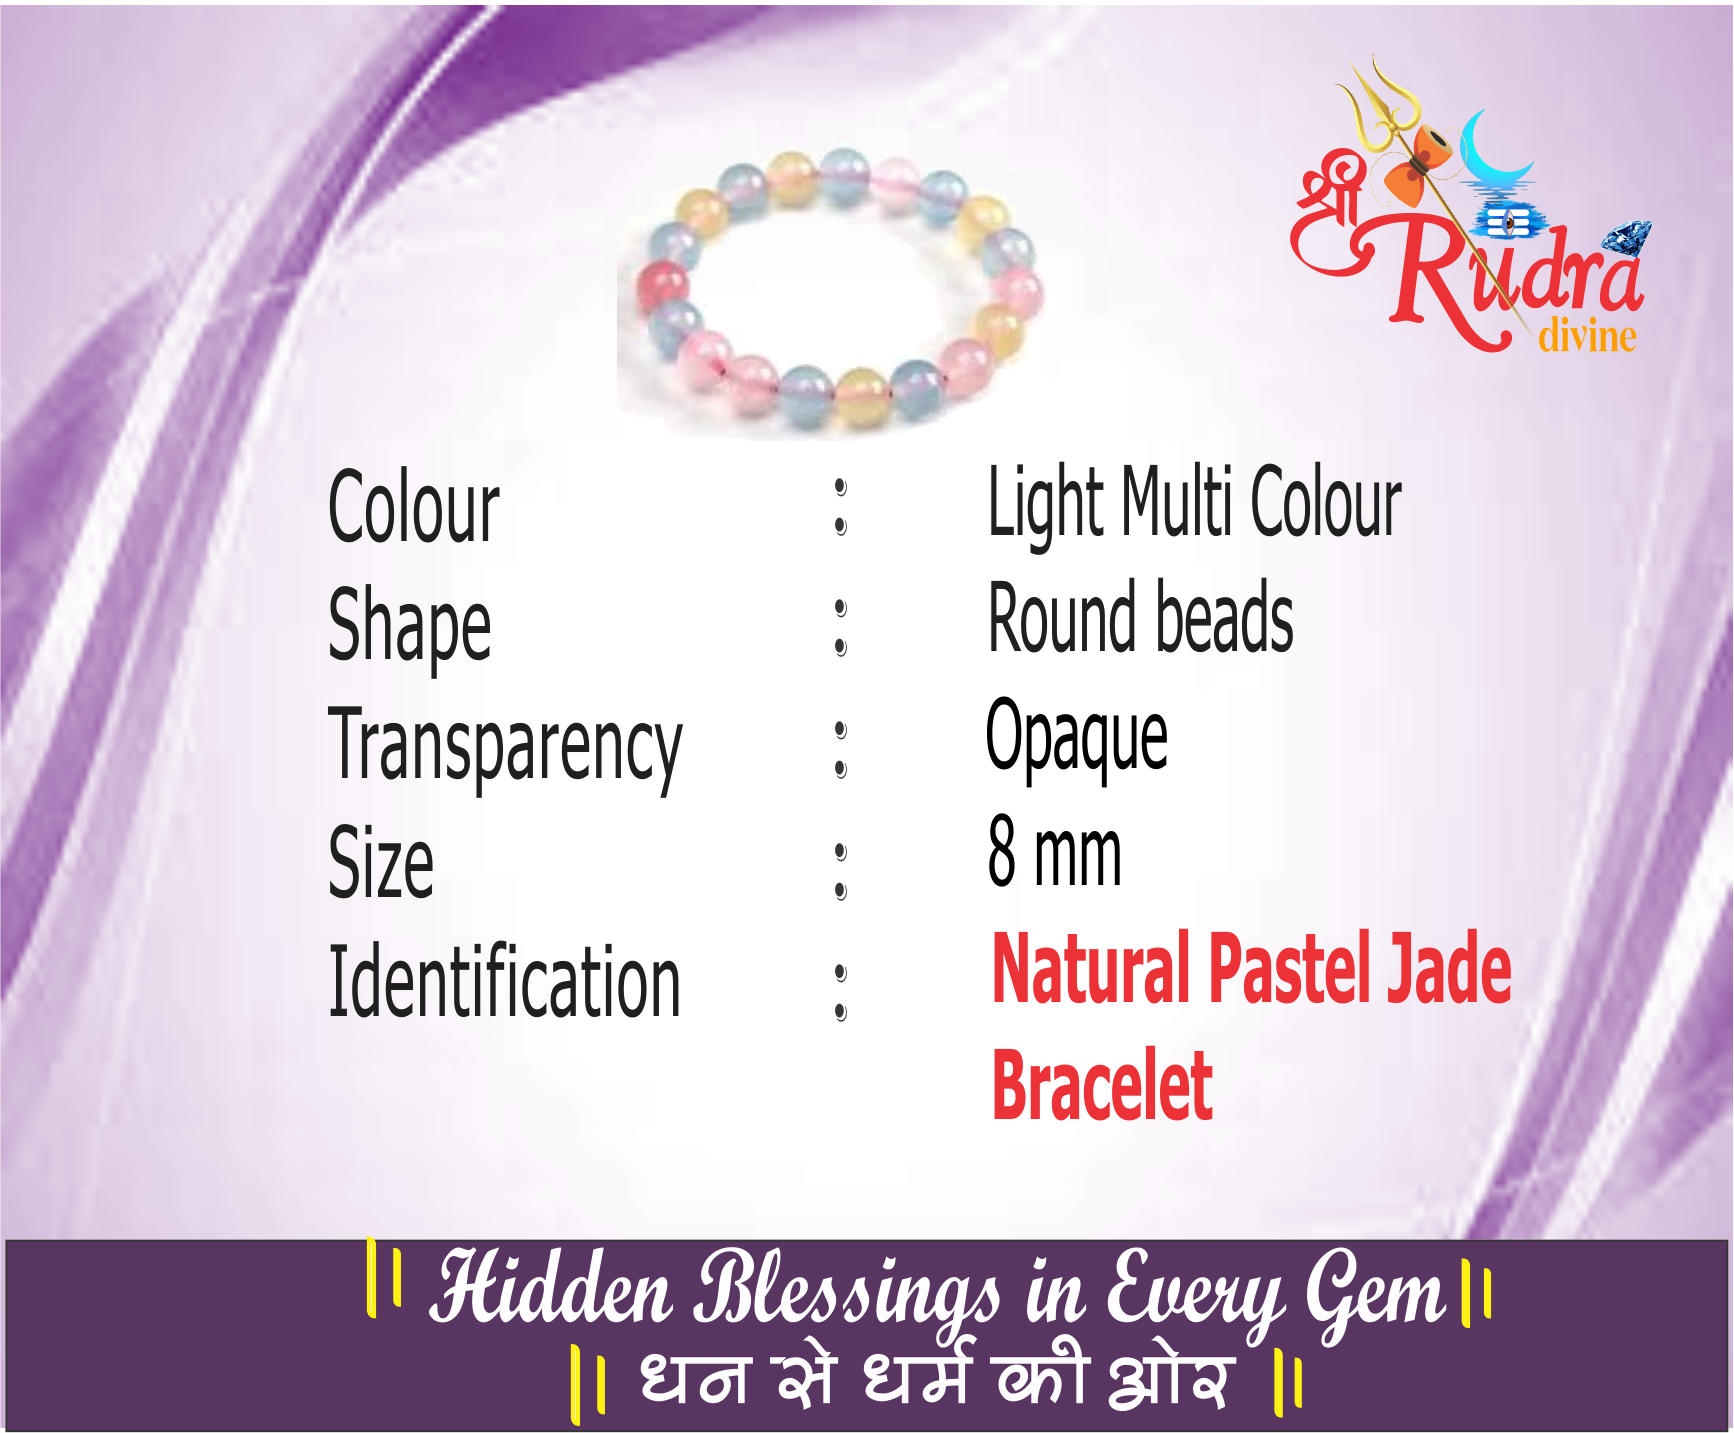 श्री
Rudra
divine
Colour : Light Multi Colour
Shape : Round beads
Transparency : Opaque
Size : 8 mm
Identification : Natural Pastel Jade
Bracelet
|| Hidden Blessings in Every Gem ||
|| धन से धर्म की ओर ||